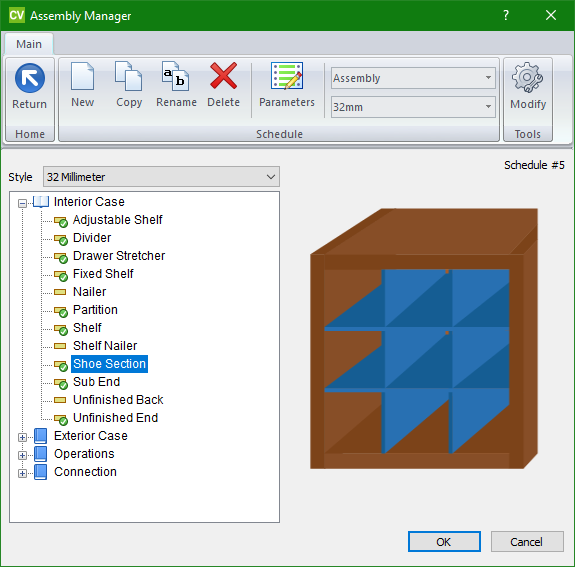 CV Assembly Manager
?
Main
Return
New
Copy
a
b
Rename
Delete
Parameters
Assembly
32mm
Modify
Home
Schedule
Tools
Schedule #5
Style
32 Millimeter
Interior Case
Adjustable Shelf
Divider
Drawer Stretcher
Fixed Shelf
Nailer
Partition
Shelf
Shelf Nailer
Shoe Section
Sub End
Unfinished Back
Unfinished End
Exterior Case
Operations
Connection
OK
Cancel